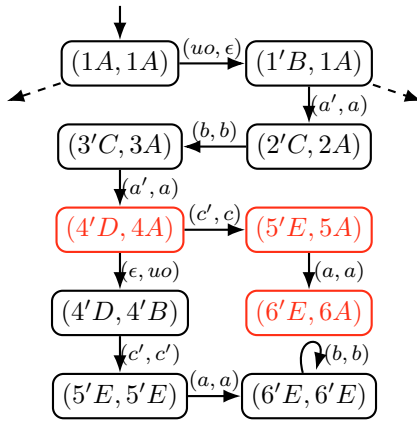 (1A, 1A) (uo, ϵ) (1′B, 1A)
(a′, a)
(3′C, 3A) (b, b) (2′C, 2A)
(a′, a)
(4′D, 4A) (c′, c) (5′E, 5A)
(ϵ, uo) (a, a)
(4′D, 4′B) (6′E, 6A)
(c′, c′) (b, b)
(5′E, 5′E) (a, a) (6′E, 6′E)